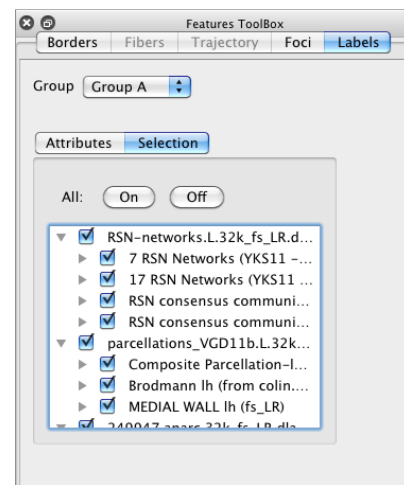 Features ToolBox
Borders Fibers Trajectory Foci Labels
Group Group A
Attributes Selection
All: On Off
RSN-networks.L.32k_fs_LR.d...
7 RSN Networks (YKS11 -...
17 RSN Networks (YKS11 ...
RSN consensus communi...
RSN consensus communi...
parcellations_VGD11b.L.32k...
Composite Parcellation-l...
Brodmann lh (from colin....
MEDIAL WALL lh (fs_LR)